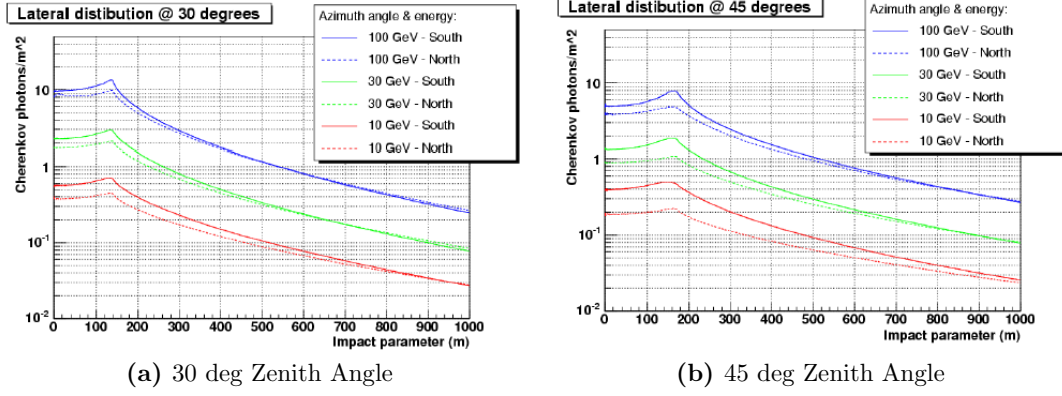 Lateral distibution @ 30 degrees
Azimuth angle & energy:
100 GeV - South
100 GeV - North
30 GeV - South
30 GeV - North
10 GeV - South
10 GeV - North
Cherenkov photons/m^2
10
1
10^-1
10^-2
0 100 200 300 400 500 600 700 800 900 1000
Impact parameter (m)
(a) 30 deg Zenith Angle
Lateral distibution @ 45 degrees
Azimuth angle & energy:
100 GeV - South
100 GeV - North
30 GeV - South
30 GeV - North
10 GeV - South
10 GeV - North
Cherenkov photons/m^2
10
1
10^-1
10^-2
0 100 200 300 400 500 600 700 800 900 1000
Impact parameter (m)
(b) 45 deg Zenith Angle